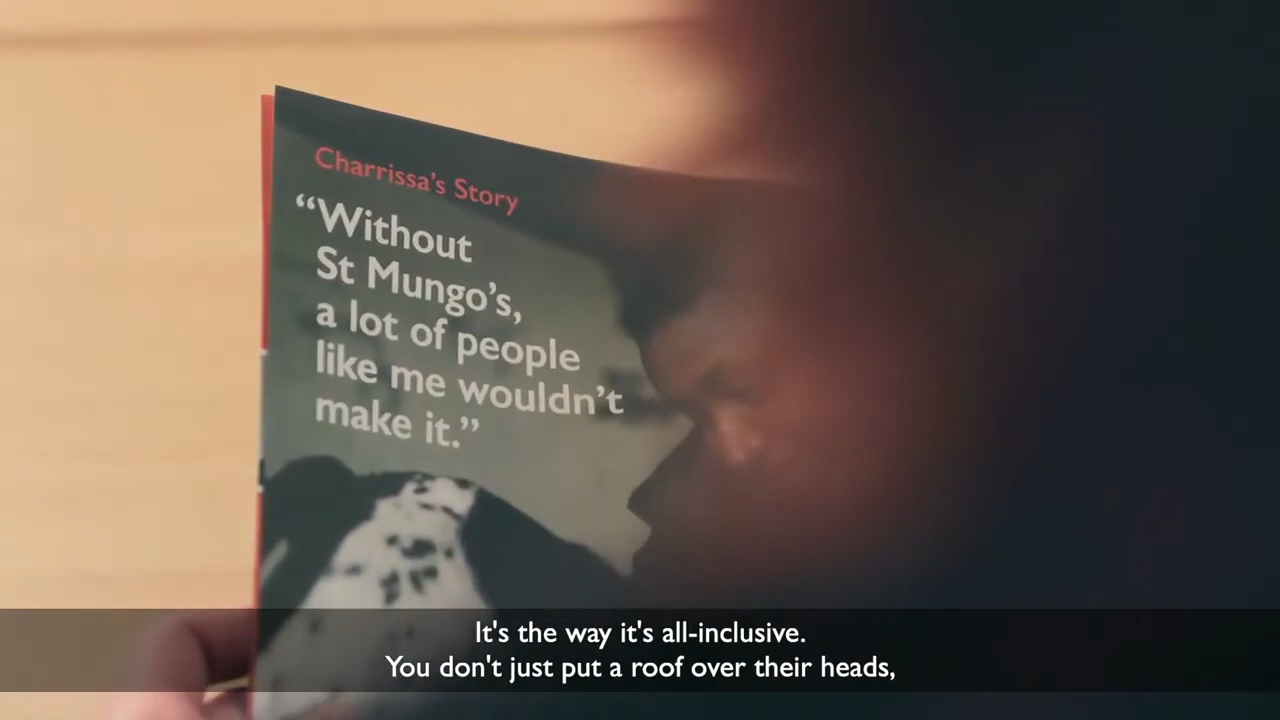 Charrissa's Story
“Without
St Mungo's,
a lot of people
like me wouldn't
make it.”
It's the way it's all-inclusive.
You don't just put a roof over their heads,